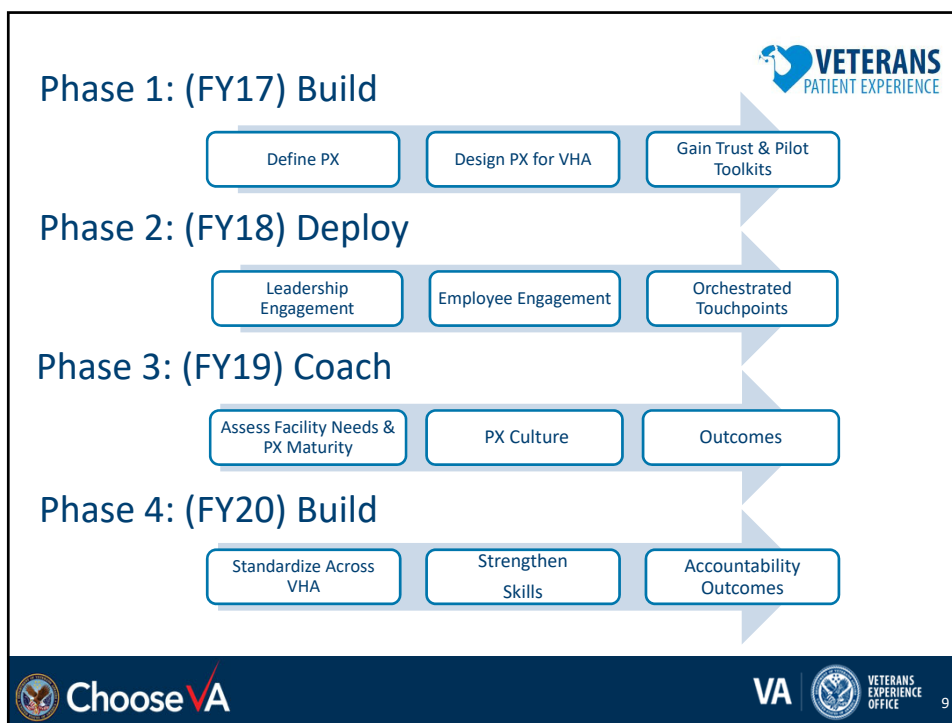 VETERANS
PATIENT EXPERIENCE
Phase 1: (FY17) Build
Define PX
Design PX for VHA
Gain Trust & Pilot
Toolkits
Phase 2: (FY18) Deploy
Leadership
Engagement
Employee Engagement
Orchestrated
Touchpoints
Phase 3: (FY19) Coach
Assess Facility Needs &
PX Maturity
PX Culture
Outcomes
Phase 4: (FY20) Build
Standardize Across
VHA
Strengthen
Skills
Accountability
Outcomes
Choose VA
VA
VETERANS
EXPERIENCE
OFFICE
9